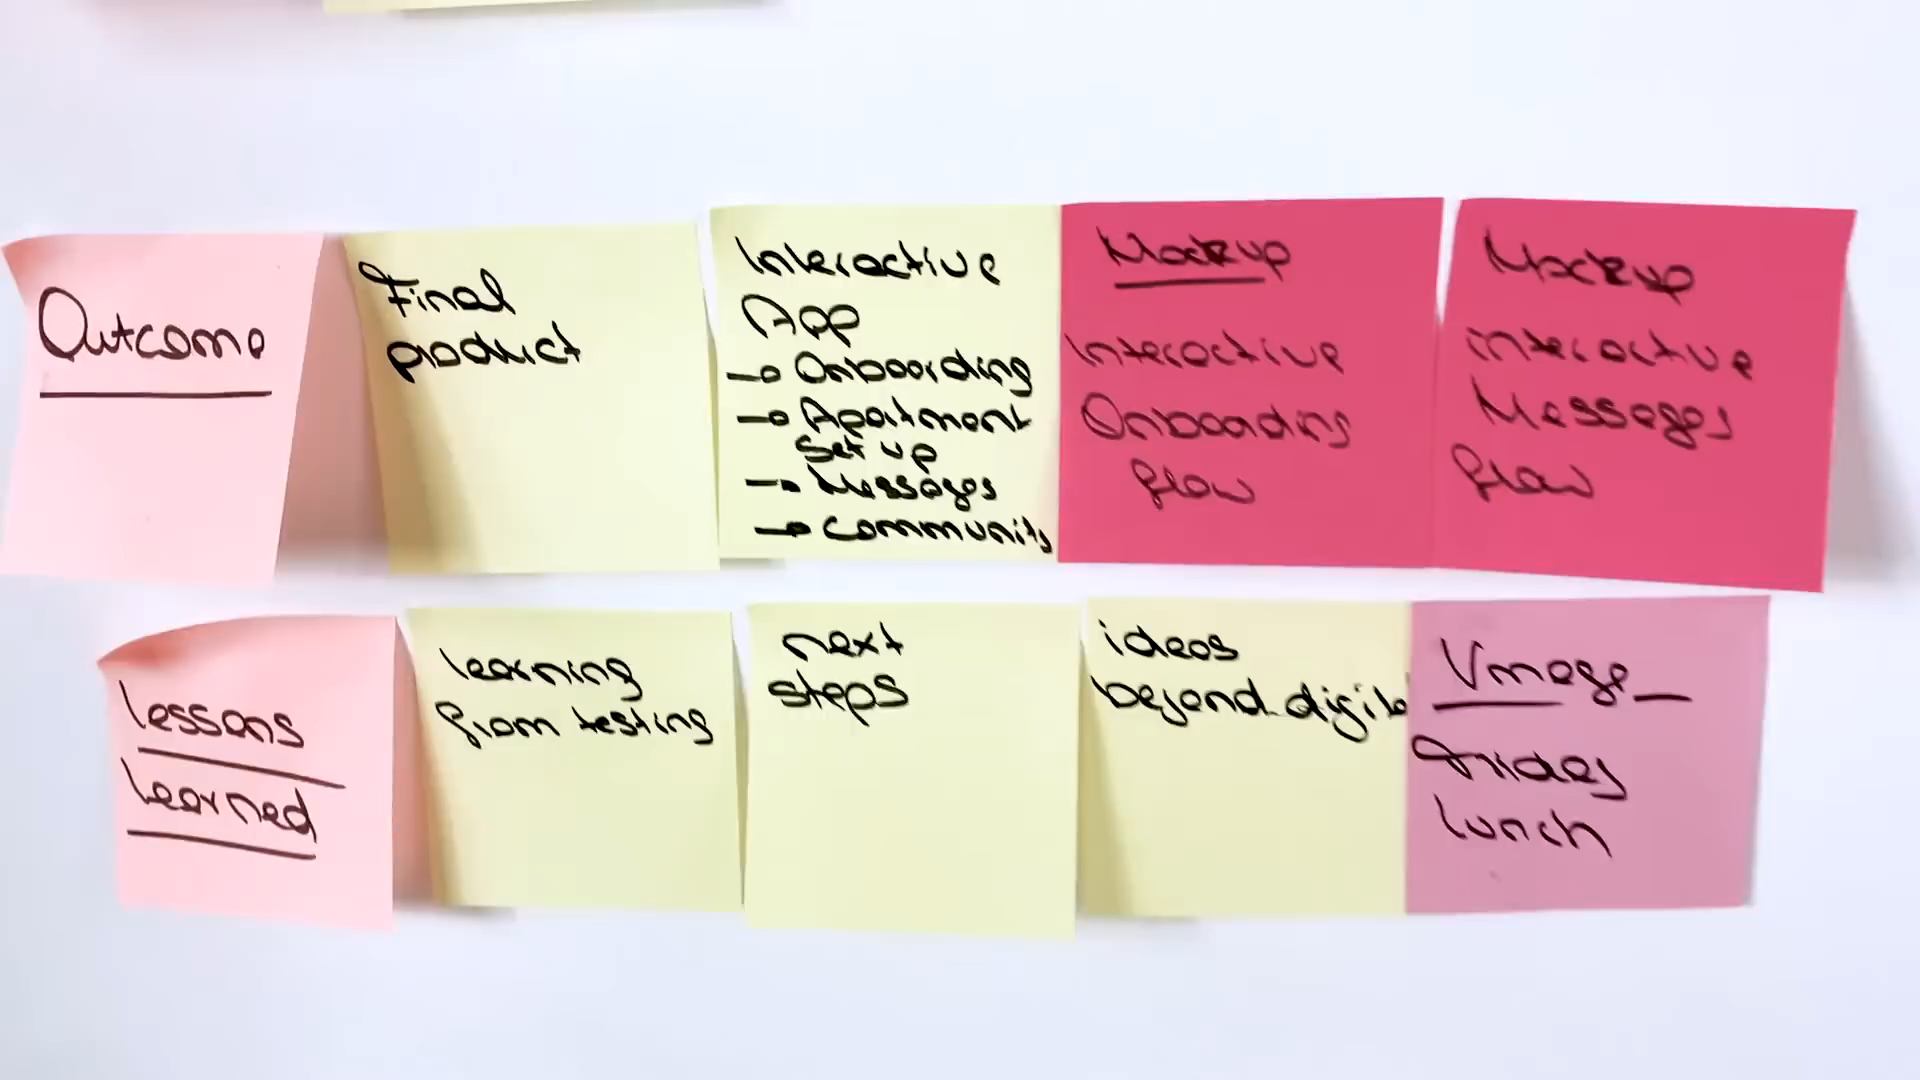 Outcome
Final
product
Interactive
App
→ Onboarding
→ Apartment
Set up
→ Messages
→ Community
Mockup
Interactive
Onboarding
flow
Mockup
interactive
Messages
flow
lessons
learned
learning
from testing
next
steps
ideas
beyond digital
friday
lunch